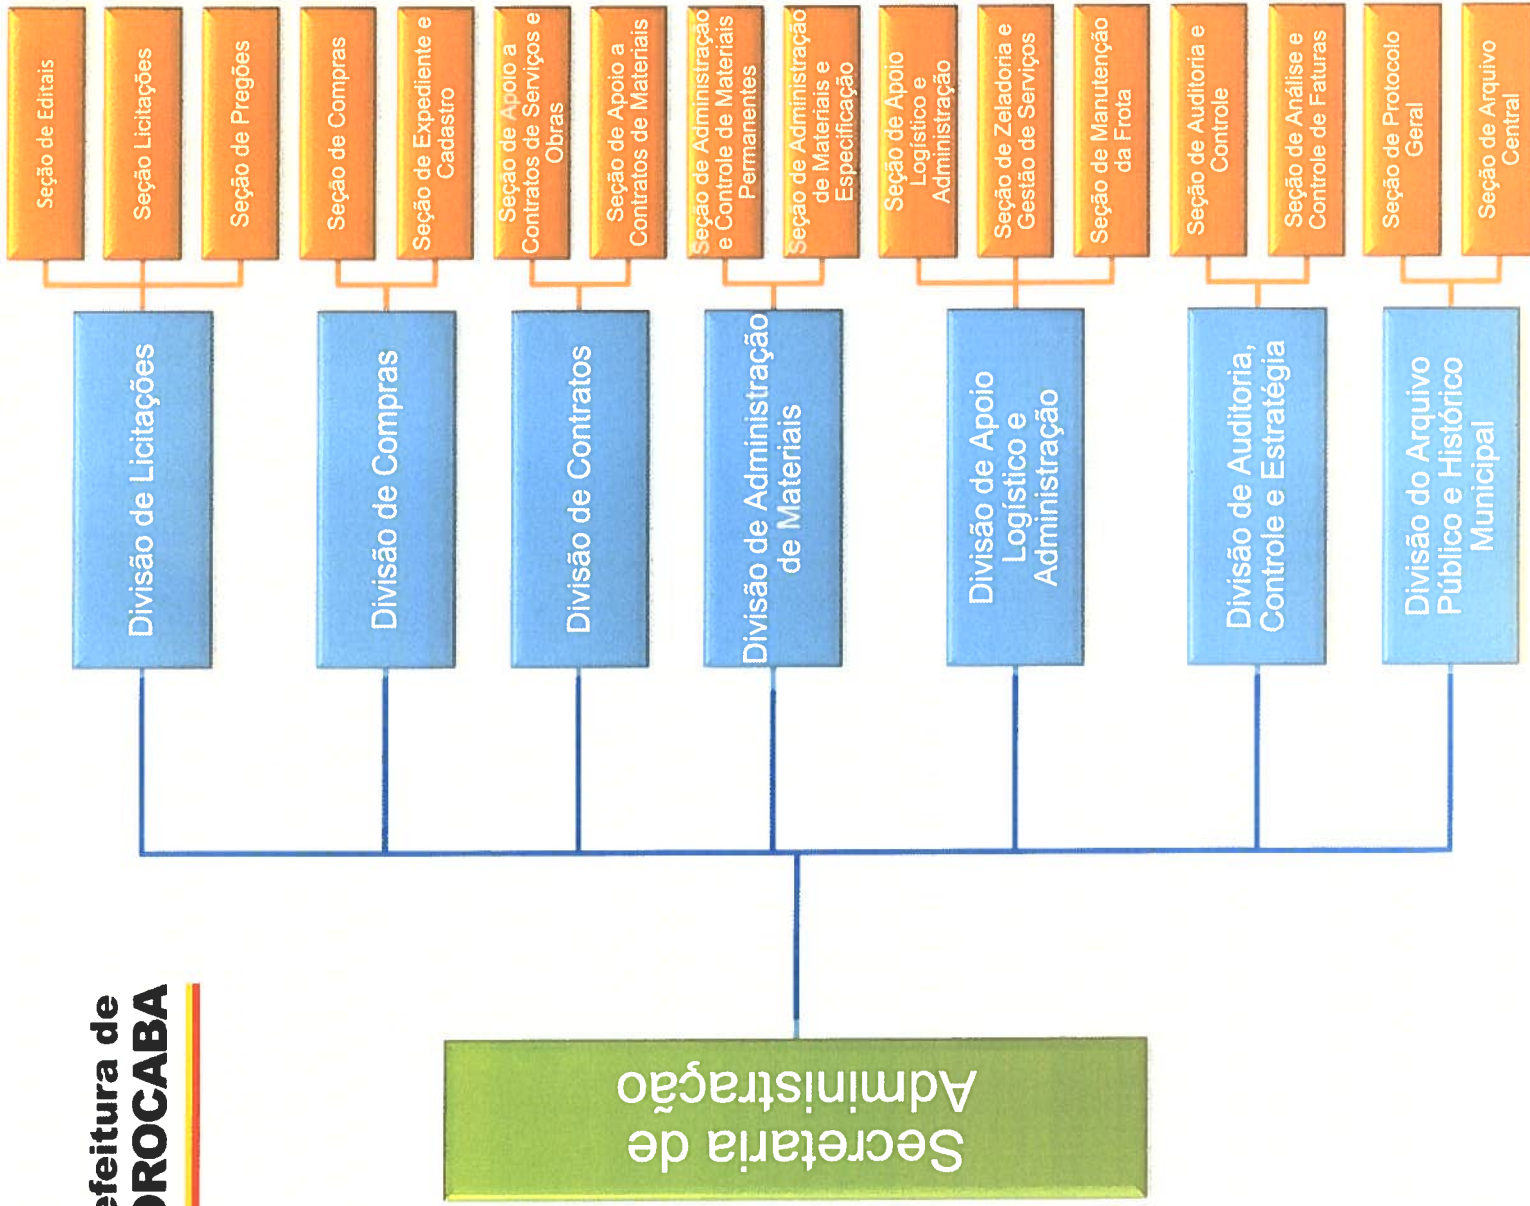 efeitura de
OROCABA
Secretaria de
Administração
Divisão de Licitações
Seção de Editais
Seção Licitações
Seção de Pregões
Divisão de Compras
Seção de Compras
Seção de Expediente e
Cadastro
Divisão de Contratos
Seção de Apoio a
Contratos de Serviços e
Obras
Seção de Apoio a
Contratos de Materiais
Divisão de Administração
de Materiais
Seção de Administração
e Controle de Materiais
Permanentes
Seção de Administração
de Materiais e
Especificação
Divisão de Apoio
Logístico e
Administração
Seção de Apoio
Logístico e
Administração
Seção de Zeladoria e
Gestão de Serviços
Seção de Manutenção
da Frota
Divisão de Auditoria,
Controle e Estratégia
Seção de Auditoria e
Controle
Seção de Análise e
Controle de Faturas
Divisão do Arquivo
Público e Histórico
Municipal
Seção de Protocolo
Geral
Seção de Arquivo
Central